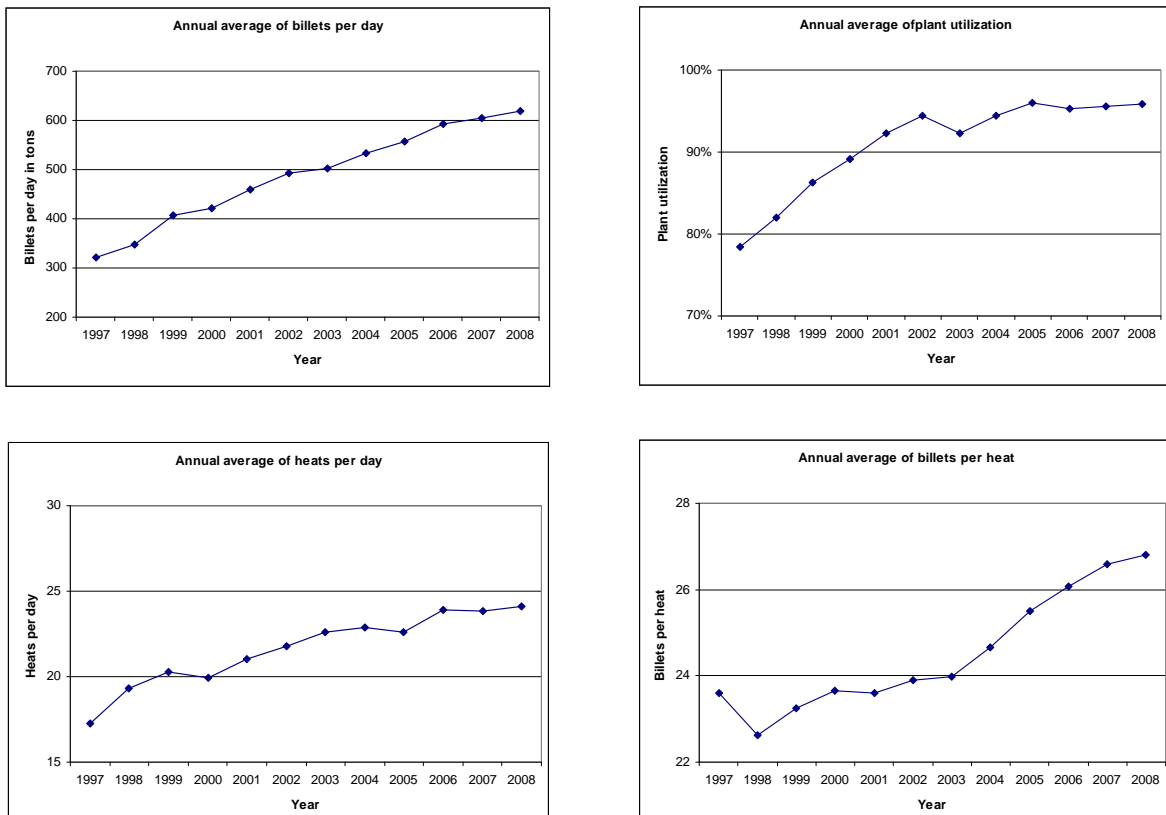 Annual average of billets per day
700
600
500
400
300
200
Billets per day in tons
1997 1998 1999 2000 2001 2002 2003 2004 2005 2006 2007 2008
Year
Annual average ofplant utilization
100%
90%
80%
70%
Plant utilization
1997 1998 1999 2000 2001 2002 2003 2004 2005 2006 2007 2008
Year
Annual average of heats per day
30
25
20
15
Heats per day
1997 1998 1999 2000 2001 2002 2003 2004 2005 2006 2007 2008
Year
Annual average of billets per heat
28
26
24
22
Billets per heat
1997 1998 1999 2000 2001 2002 2003 2004 2005 2006 2007 2008
Year